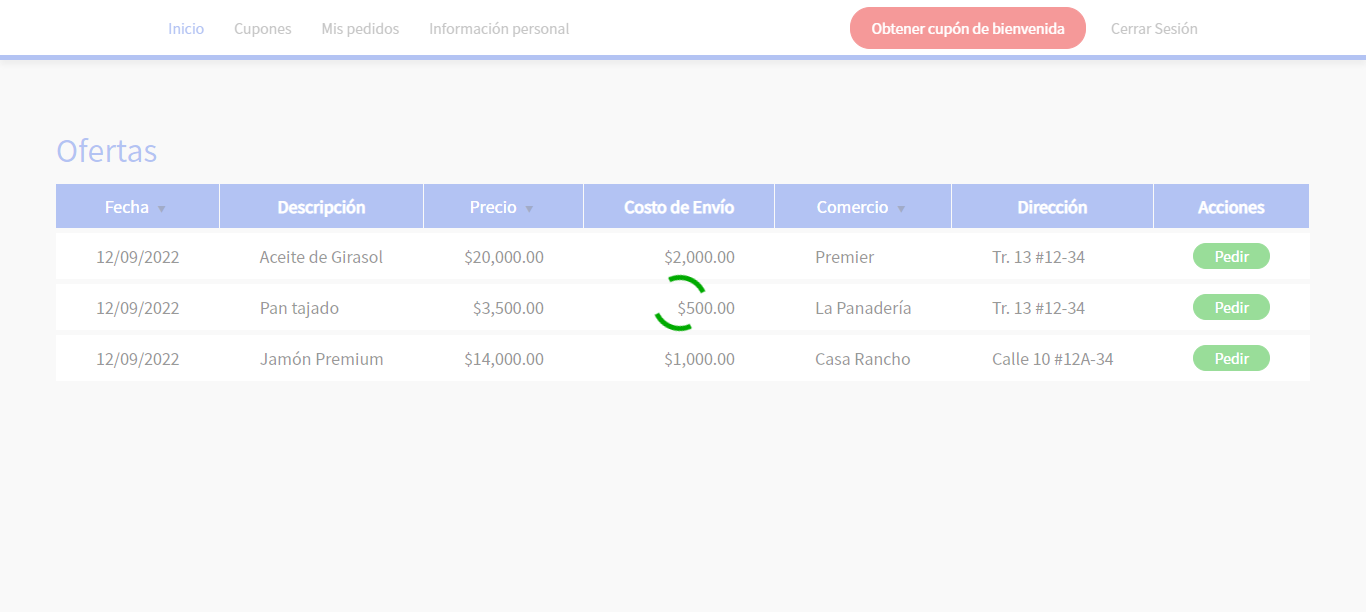 Inicio Cupones Mis pedidos Información personal Obtener cupón de bienvenida Cerrar Sesión
Ofertas
Fecha Descripción Precio Costo de Envío Comercio Dirección Acciones
12/09/2022 Aceite de Girasol $20,000.00 $2,000.00 Premier Tr. 13 #12-34 Pedir
12/09/2022 Pan tajado $3,500.00 $500.00 La Panadería Tr. 13 #12-34 Pedir
12/09/2022 Jamón Premium $14,000.00 $1,000.00 Casa Rancho Calle 10 #12A-34 Pedir